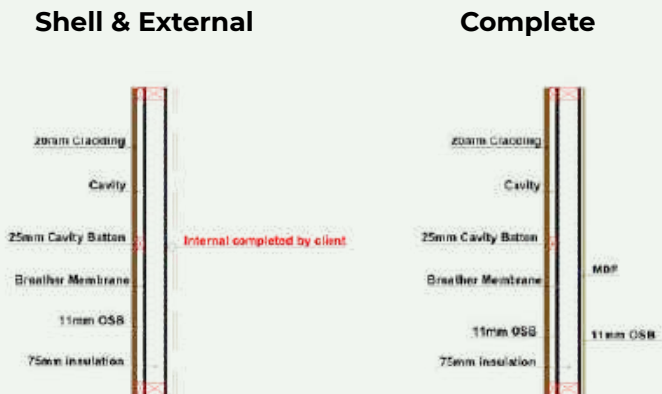 Shell & External
Complete
20mm Cladding
Cavity
25mm Cavity Batten
Breather Membrane
11mm OSB
75mm insulation
Internal completed by client
20mm Cladding
Cavity
25mm Cavity Batten
Breather Membrane
11mm OSB
75mm insulation
MDF
11mm OSB